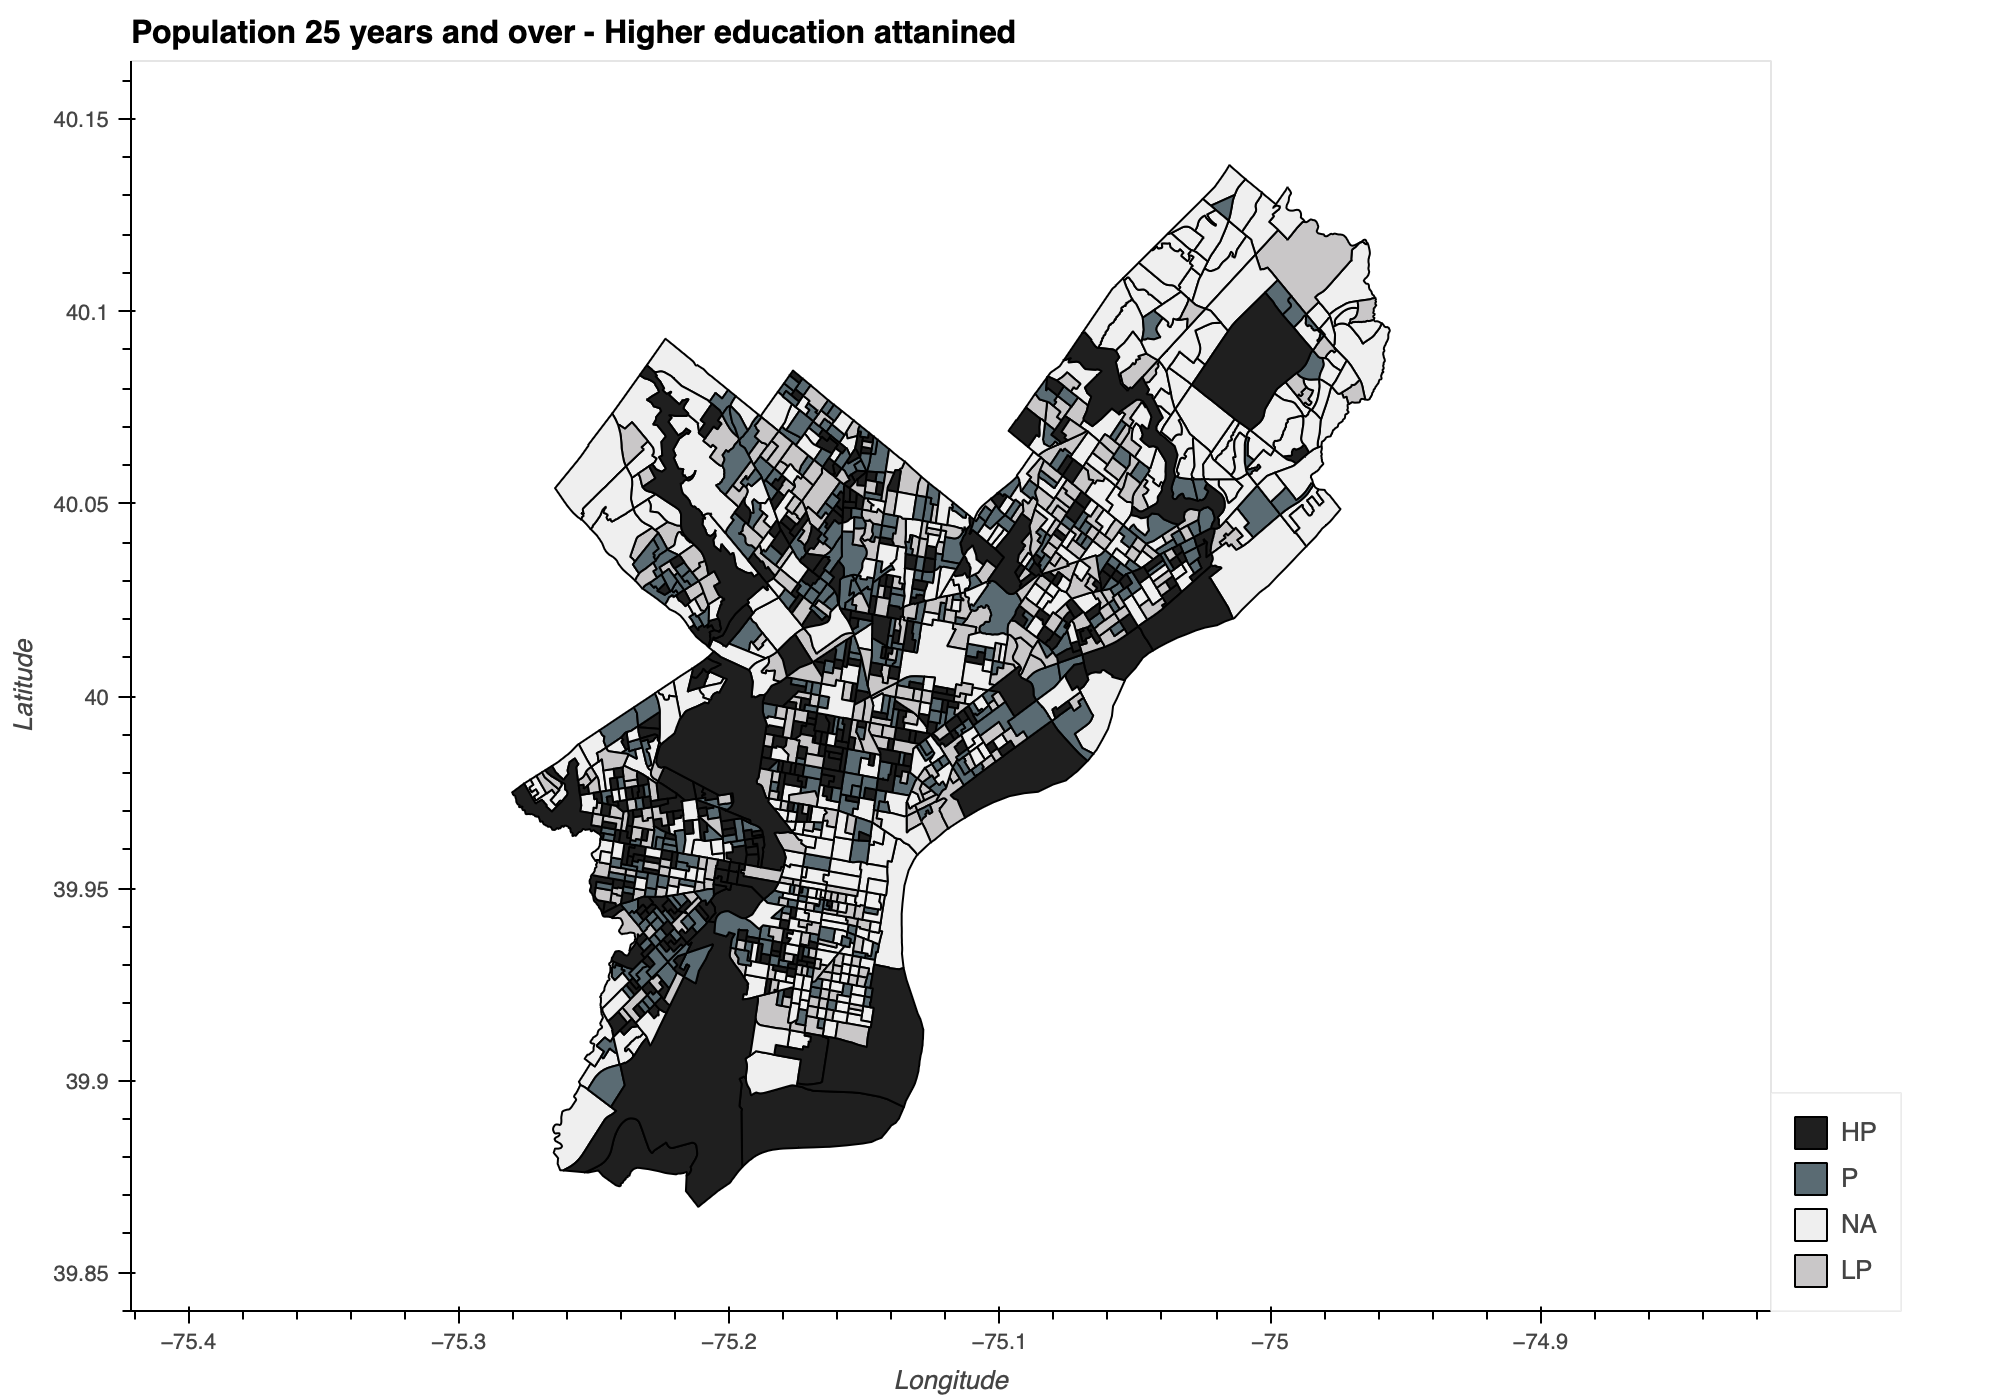 Population 25 years and over - Higher education attanined
40.15
40.1
40.05
40
39.95
39.9
39.85
Latitude
−75.4
−75.3
−75.2
−75.1
−75
−74.9
Longitude
HP
P
NA
LP